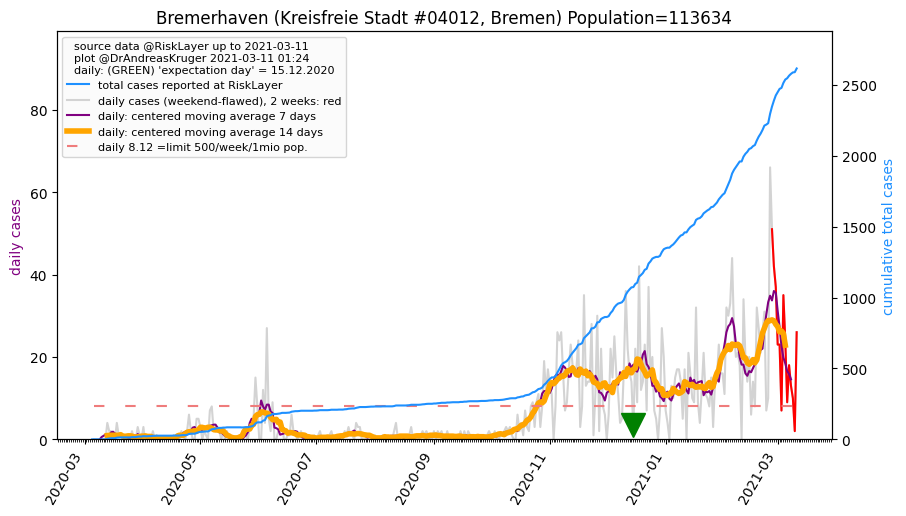 Bremerhaven (Kreisfreie Stadt #04012, Bremen) Population=113634
source data @RiskLayer up to 2021-03-11
plot @DrAndreasKruger 2021-03-11 01:24
daily: (GREEN) 'expectation day' = 15.12.2020
total cases reported at RiskLayer
daily cases (weekend-flawed), 2 weeks: red
daily: centered moving average 7 days
daily: centered moving average 14 days
daily 8.12 =limit 500/week/1mio pop.
daily cases
80
60
40
20
0
cumulative total cases
2500
2000
1500
1000
500
0
2020-03
2020-05
2020-07
2020-09
2020-11
2021-01
2021-03